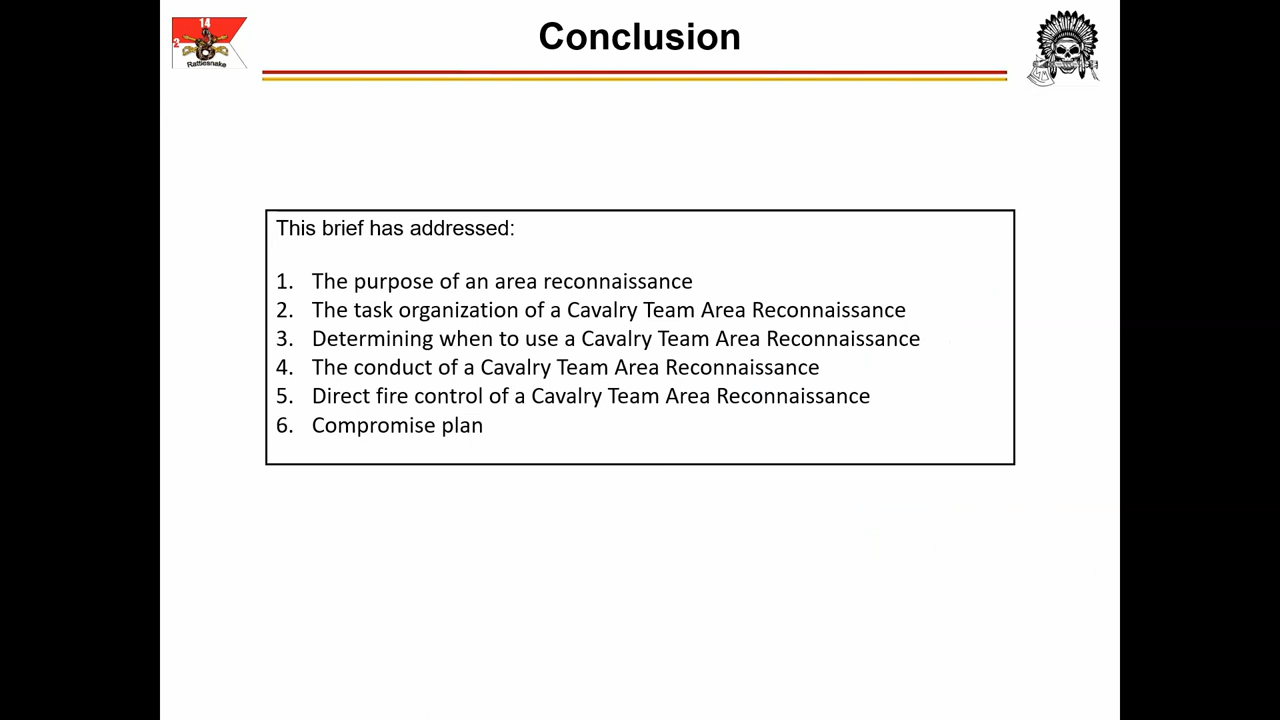 14
Conclusion
2
Rattlesnake
This brief has addressed:
1. The purpose of an area reconnaissance
2. The task organization of a Cavalry Team Area Reconnaissance
3. Determining when to use a Cavalry Team Area Reconnaissance
4. The conduct of a Cavalry Team Area Reconnaissance
5. Direct fire control of a Cavalry Team Area Reconnaissance
6. Compromise plan